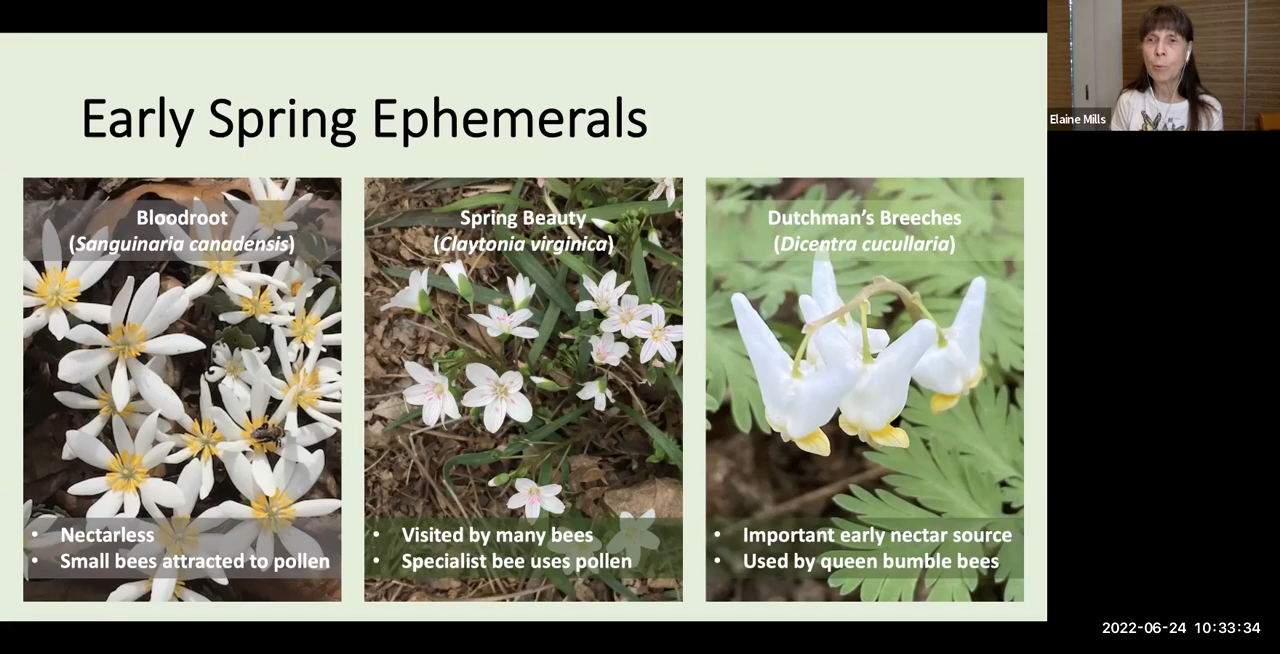 Early Spring Ephemerals
Bloodroot
(Sanguinaria canadensis)
• Nectarless
• Small bees attracted to pollen
Spring Beauty
(Claytonia virginica)
• Visited by many bees
• Specialist bee uses pollen
Dutchman's Breeches
(Dicentra cucullaria)
• Important early nectar source
• Used by queen bumble bees
Elaine Mills
2022-06-24 10:33:34